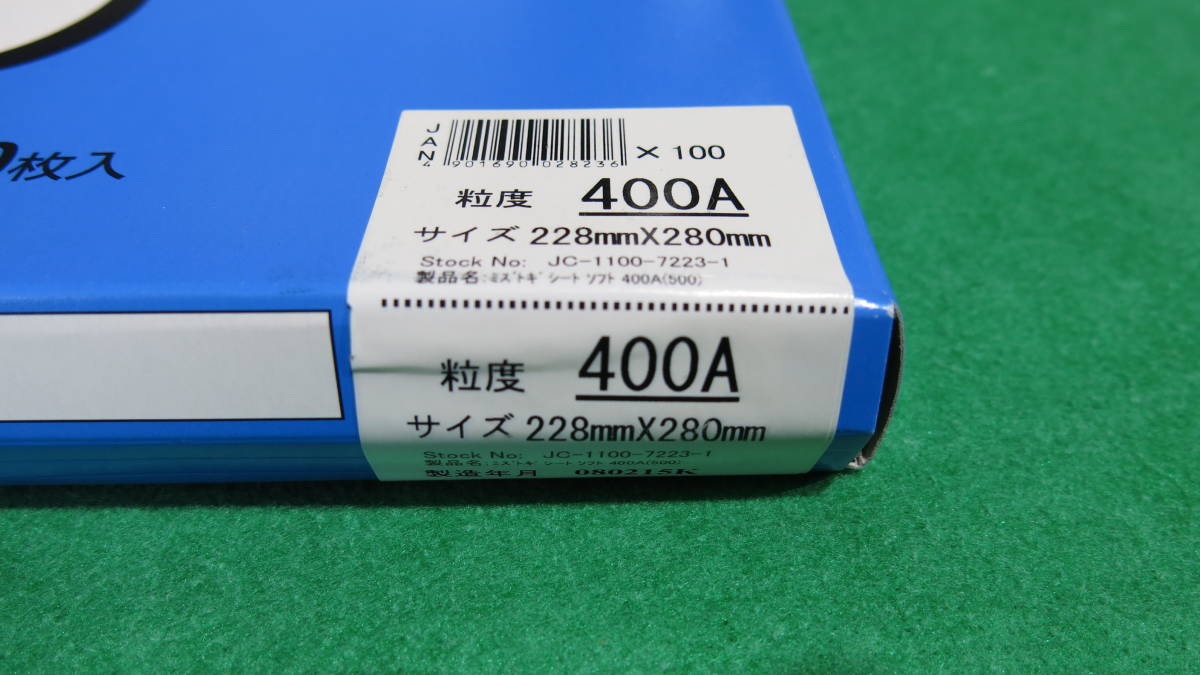 枚入
JAN
4 901690 028236
× 100
粒度 400A
サイズ 228mmX280mm
Stock No: JC-1100-7223-1
製品名:ミズトギ シート ソフト 400A(500)
粒度 400A
サイズ 228mmX280mm
Stock No: JC-1100-7223-1
製品名:ミズトギ シート ソフト 400A(500)
製造年月 080215K